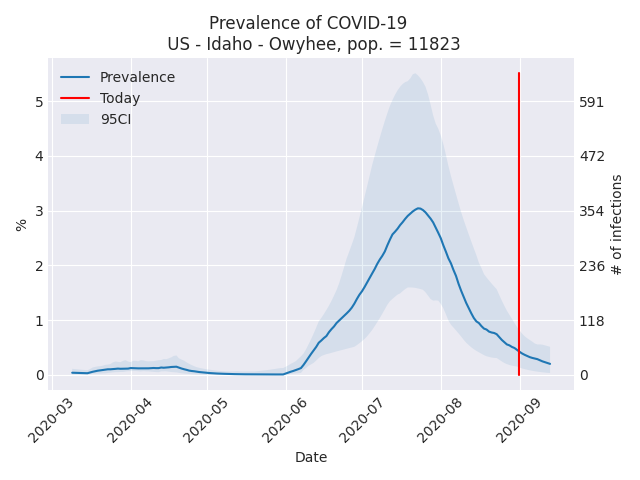 Prevalence of COVID-19
US - Idaho - Owyhee, pop. = 11823
Prevalence
Today
95CI
5
4
3
2
1
0
%
591
472
354
236
118
0
# of infections
2020-03
2020-04
2020-05
2020-06
2020-07
2020-08
2020-09
Date